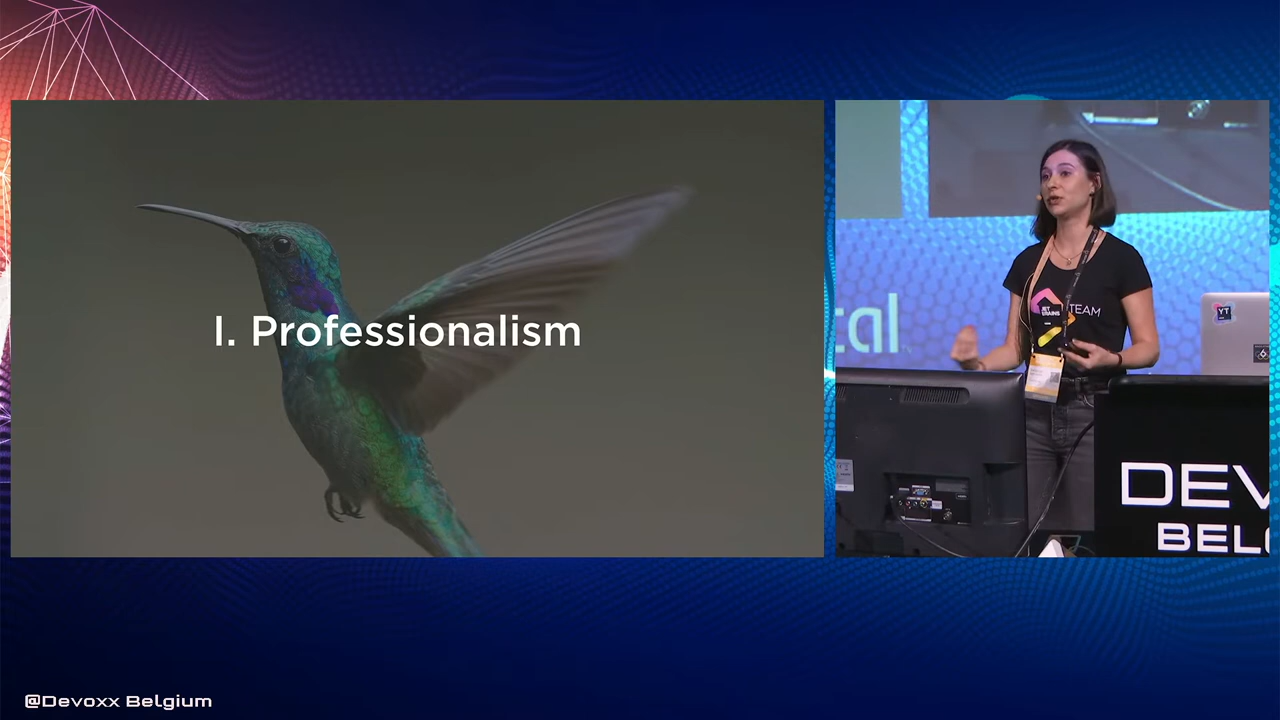 I. Professionalism
cal
JET
BRAINS
TEAM
YT
DEV
BEL
@Devoxx Belgium